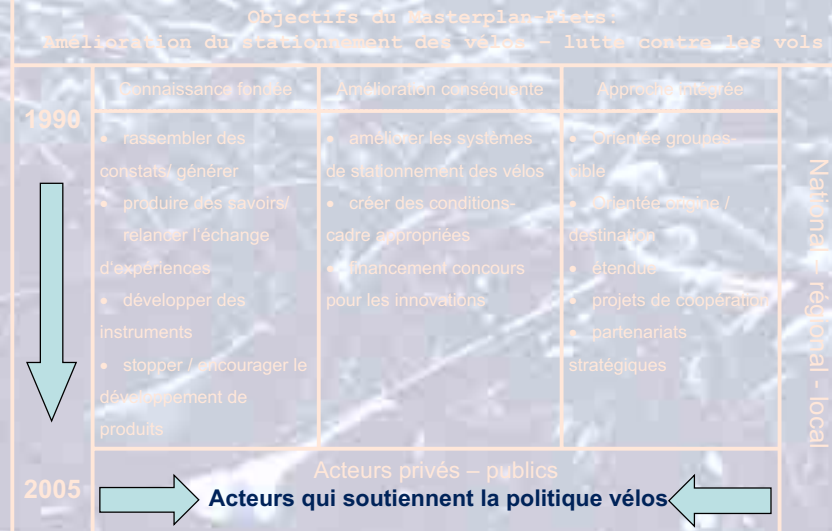 Objectifs du Masterplan-Fiets:
Amélioration du stationnement des vélos – lutte contre les vols
1990
Connaissance fondée
• rassembler des
constats/ générer
• produire des savoirs/
relancer l'échange
d'expériences
• développer des
instruments
• stopper / encourager le
développement de
produits
Amélioration conséquente
• améliorer les systèmes
de stationnement des vélos
• créer des conditions-
cadre appropriées
• financement concours
pour les innovations
Approche intégrée
• Orientée groupes-
cible
• Orientée origine /
destination
• étendue
• projets de coopération
• partenariats
stratégiques
National – régional - local
2005
Acteurs privés – publics
Acteurs qui soutiennent la politique vélos